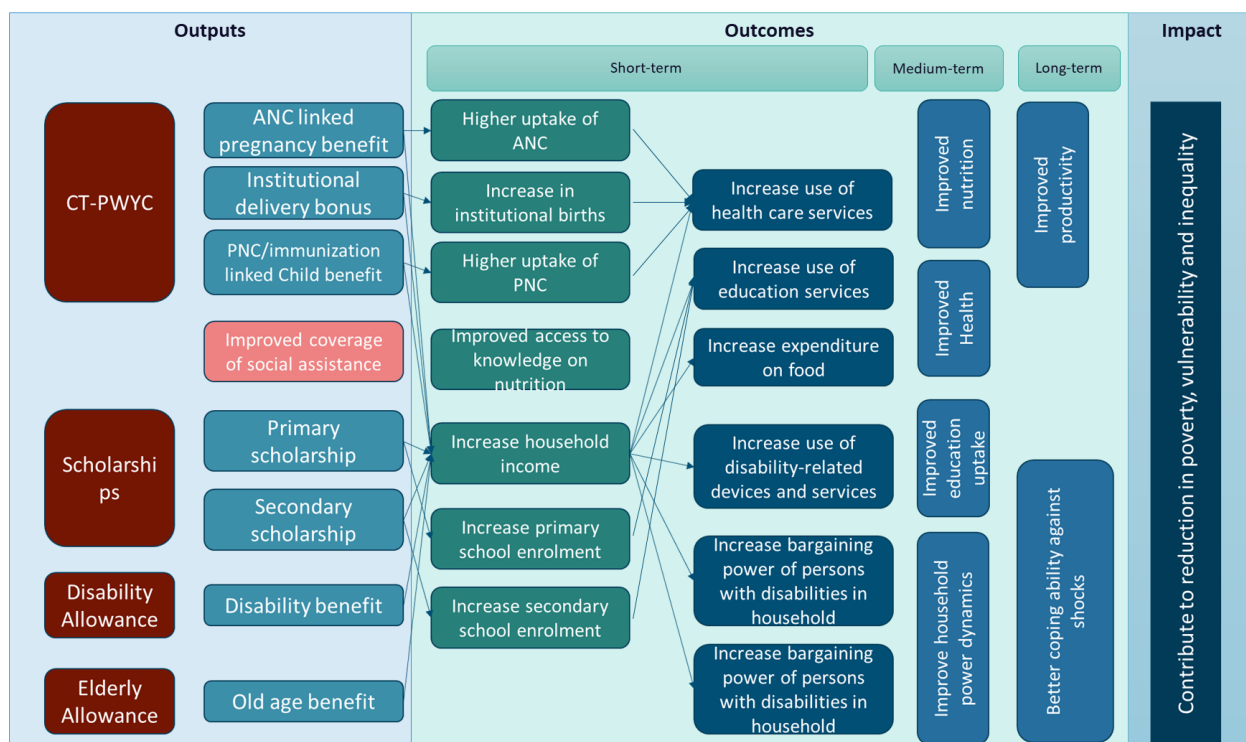 Outputs
Outcomes
Impact
Short-term
Medium-term
Long-term
CT-PWYC
ANC linked
pregnancy benefit
Institutional
delivery bonus
PNC/immunization
linked Child benefit
Improved coverage
of social assistance
Scholarshi
ps
Primary
scholarship
Secondary
scholarship
Disability
Allowance
Disability benefit
Elderly
Allowance
Old age benefit
Higher uptake of
ANC
Increase in
institutional births
Higher uptake of
PNC
Improved access to
knowledge on
nutrition
Increase household
income
Increase primary
school enrolment
Increase secondary
school enrolment
Increase use of
health care services
Increase use of
education services
Increase expenditure
on food
Increase use of
disability-related
devices and services
Increase bargaining
power of persons
with disabilities in
household
Increase bargaining
power of persons
with disabilities in
household
Improved
nutrition
Improved
Health
Improved
education
uptake
Improve household
power dynamics
Improved
productivity
Better coping ability against
shocks
Contribute to reduction in poverty, vulnerability and inequality